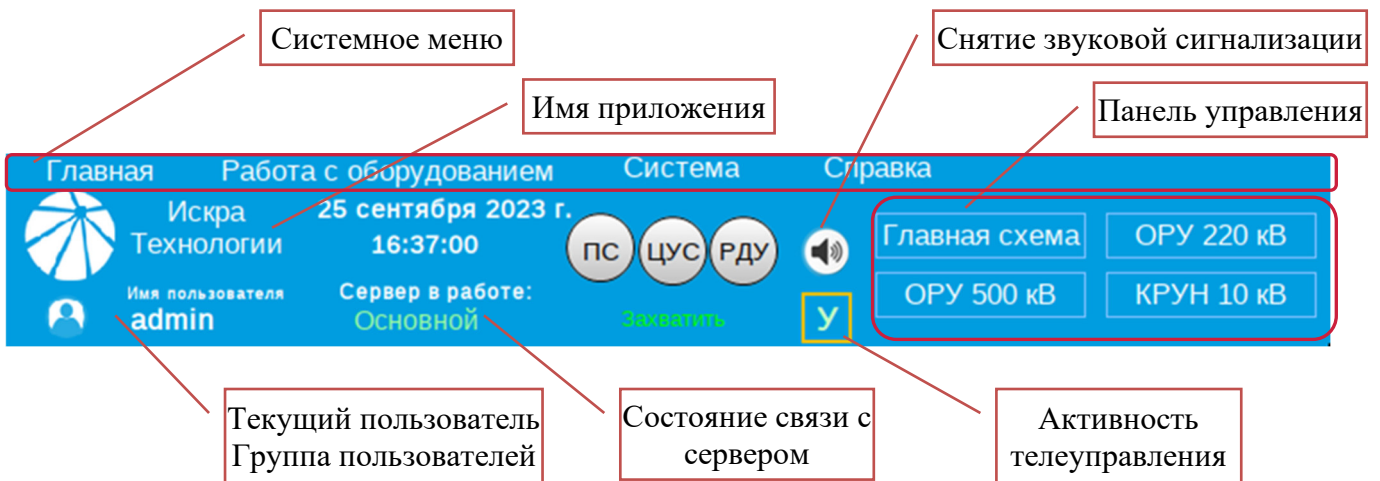 Системное меню
Снятие звуковой сигнализации
Имя приложения
Панель управления
Главная Работа с оборудованием Система Справка
Искра
Технологии
25 сентября 2023 г.
16:37:00
ПС ЦУС РДУ
Главная схема ОРУ 220 кВ
ОРУ 500 кВ КРУН 10 кВ
Имя пользователя
admin
Сервер в работе:
Основной
Захватить
У
Текущий пользователь
Группа пользователей
Состояние связи с
сервером
Активность
телеуправления